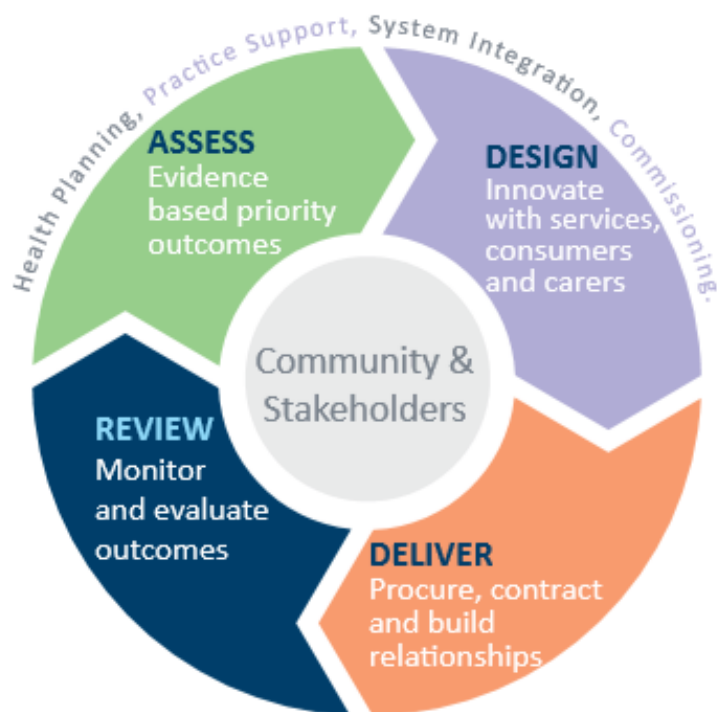 Health Planning, Practice Support, System Integration, Commissioning.
ASSESS
Evidence
based priority
outcomes
DESIGN
Innovate
with services,
consumers
and carers
Community &
Stakeholders
REVIEW
Monitor
and evaluate
outcomes
DELIVER
Procure, contract
and build
relationships